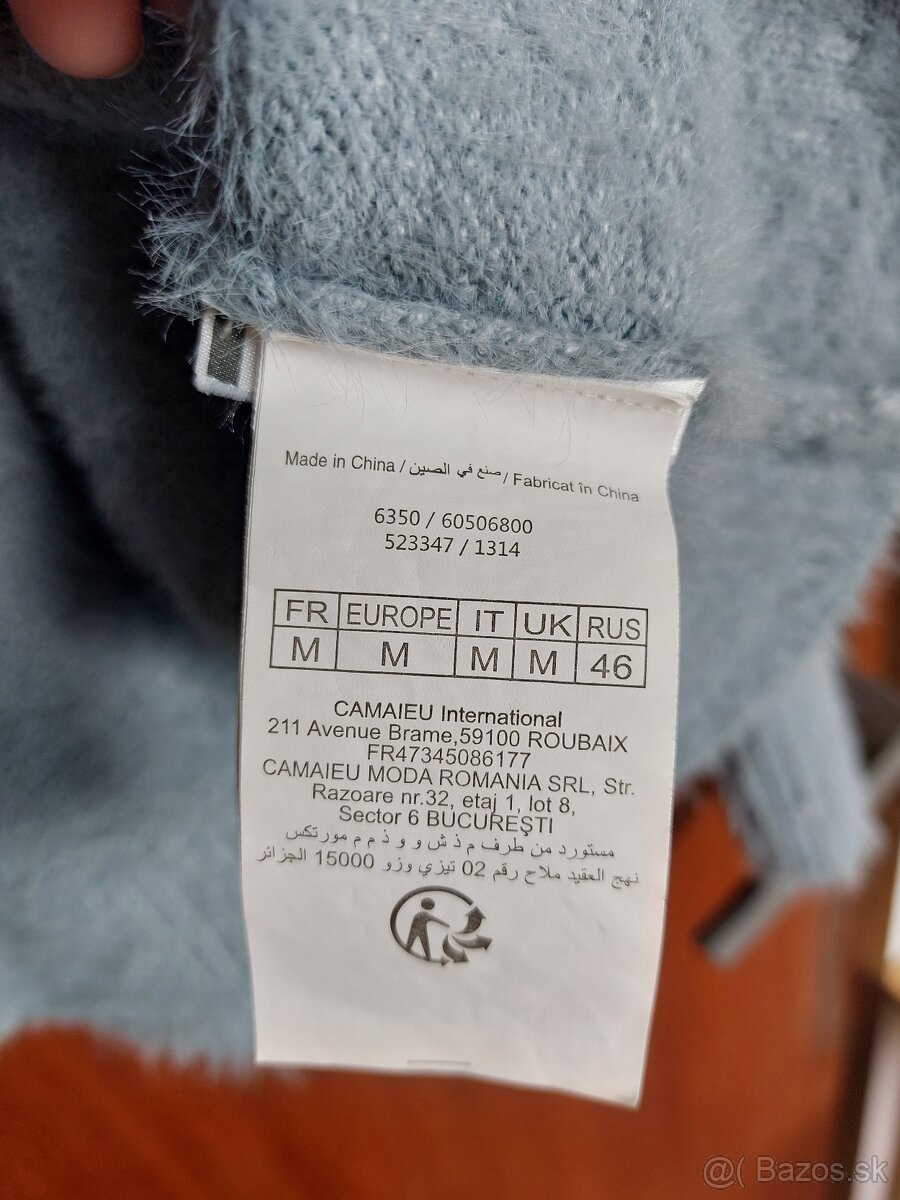 Made in China / صنع في الصين / Fabricat în China
6350 / 60506800
523347 / 1314
FR EUROPE IT UK RUS
M M M M 46
CAMAIEU International
211 Avenue Brame,59100 ROUBAIX
FR47345086177
CAMAIEU MODA ROMANIA SRL, Str.
Razoare nr.32, etaj 1, lot 8,
Sector 6 BUCUREŞTI
مستورد من طرف م ذ ش و و ذ م م مورتكس
نهج العقيد ملاح رقم 02 تيزي وزو 15000 الجزائر
@( Bazos.sk